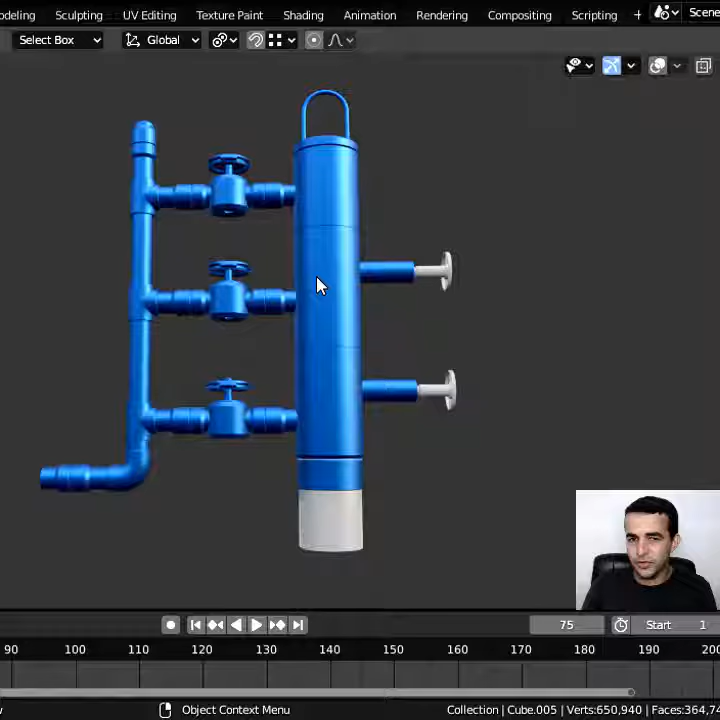 odeling Sculpting UV Editing Texture Paint Shading Animation Rendering Compositing Scripting + Scene
Select Box Global
75 Start 1
90 100 110 120 130 140 150 160 170 180 190 200
Object Context Menu Collection | Cube.005 | Verts:650,940 | Faces:364,74